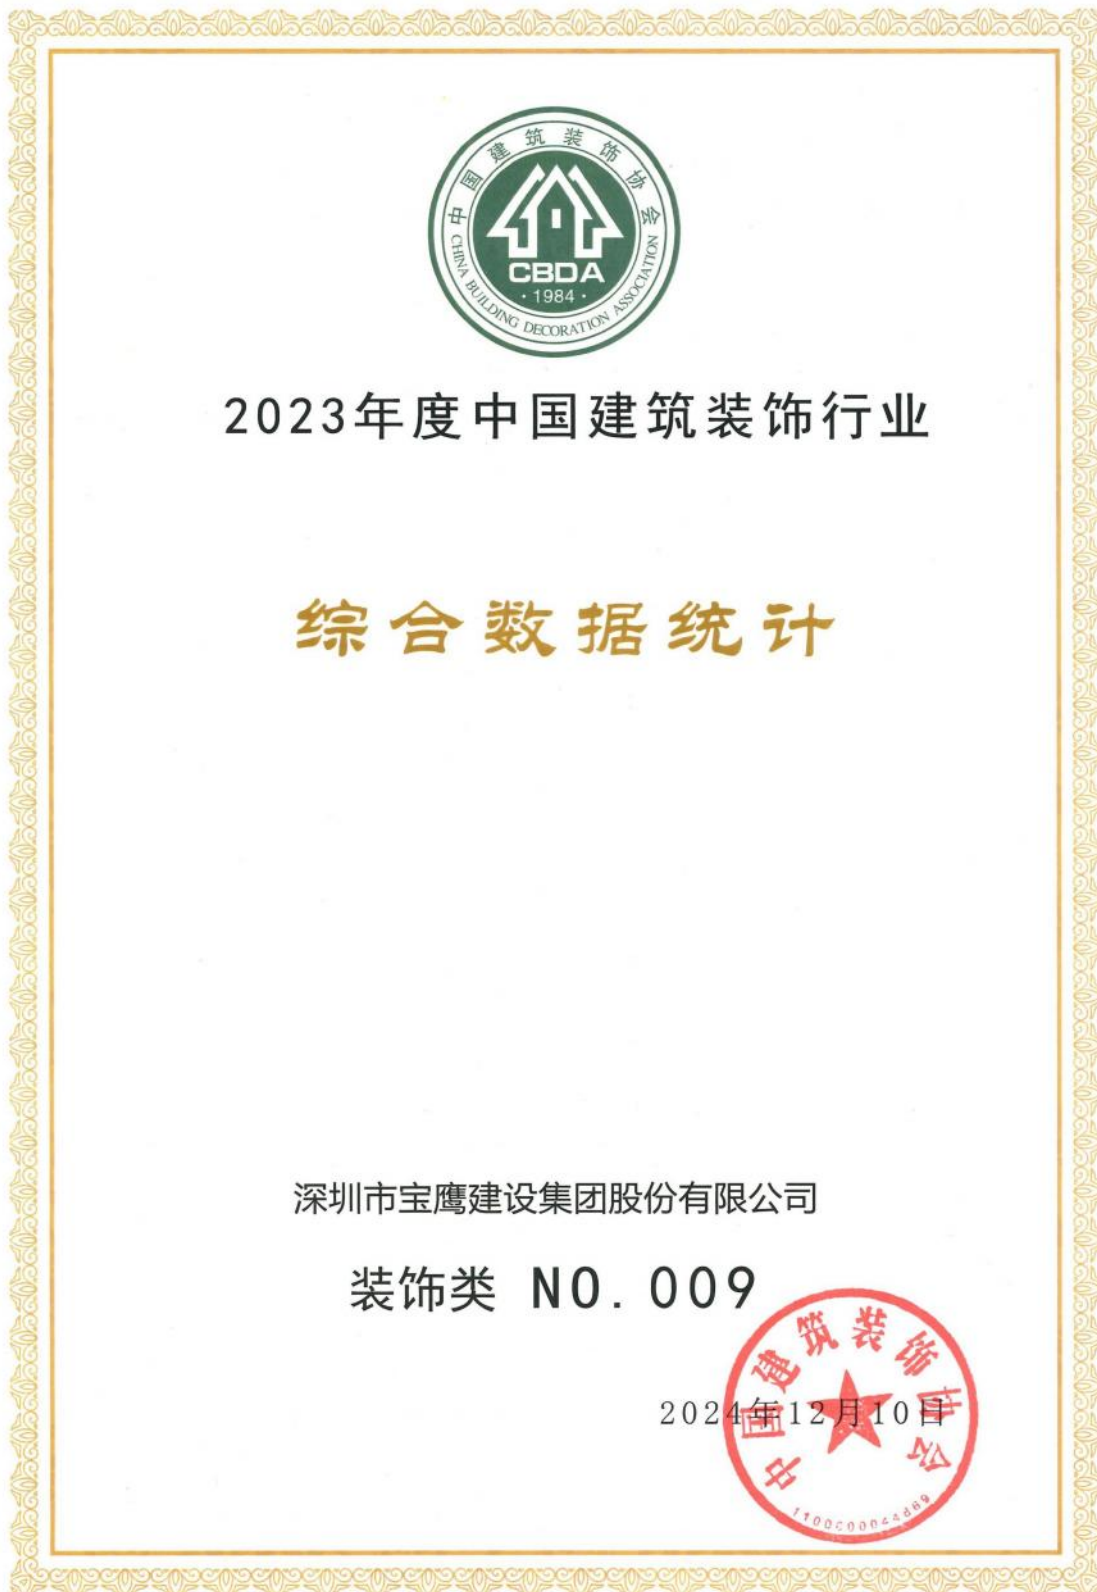 中国建筑装饰协会
CBDA
·1984·
CHINA BUILDING DECORATION ASSOCIATION
2023年度中国建筑装饰行业
综合数据统计
深圳市宝鹰建设集团股份有限公司
装饰类 NO.009
2024年12月10日
中国建筑装饰协会